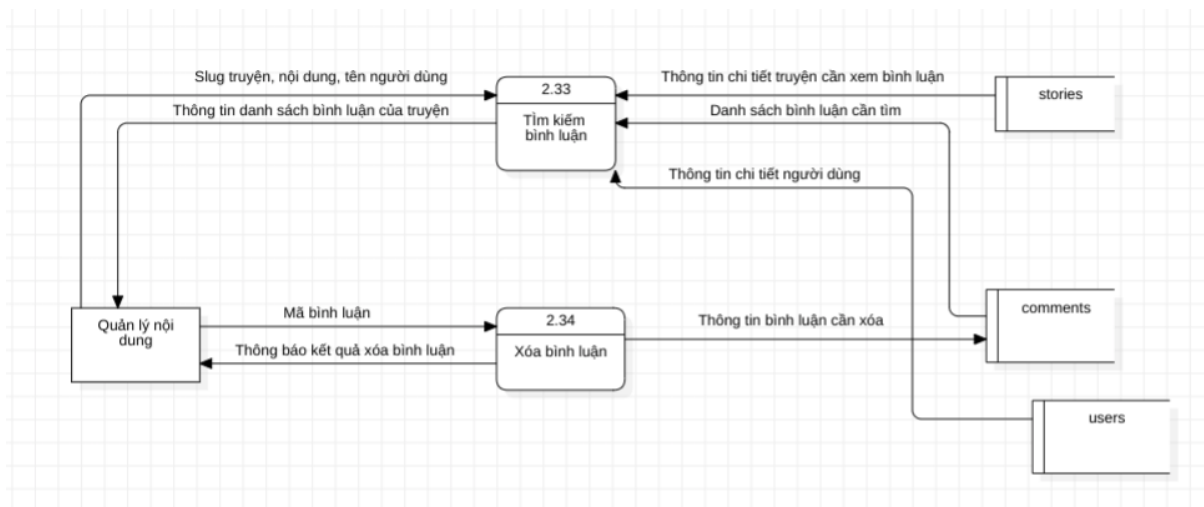 Slug truyện, nội dung, tên người dùng
Thông tin danh sách bình luận của truyện
2.33
TÌm kiếm
bình luận
Thông tin chi tiết truyện cần xem bình luận
Danh sách bình luận cần tìm
Thông tin chi tiết người dùng
stories
Quản lý nội
dung
Mã bình luận
Thông báo kết quả xóa bình luận
2.34
Xóa bình luận
Thông tin bình luận cần xóa
comments
users